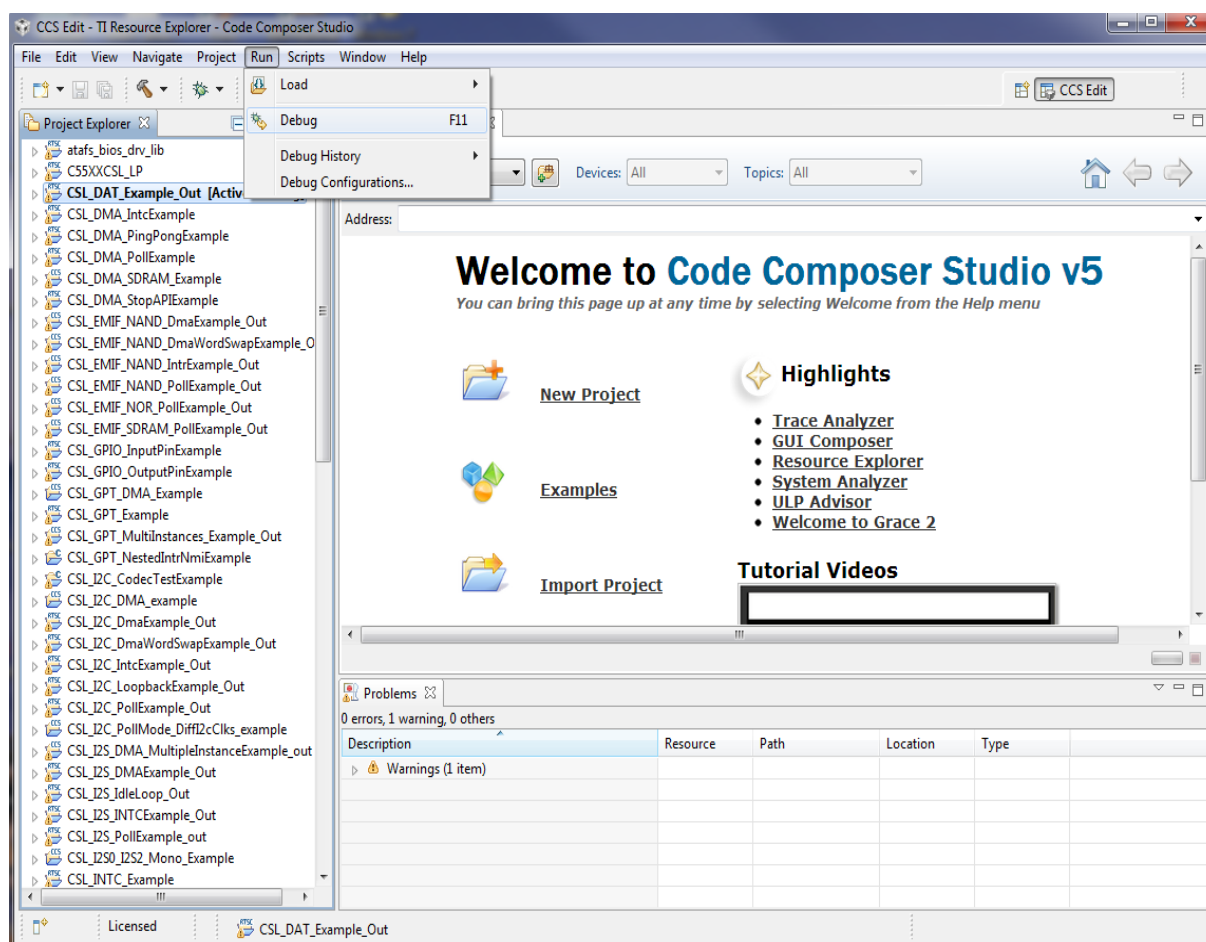 CCS Edit - TI Resource Explorer - Code Composer Studio
File Edit View Navigate Project Run Scripts Window Help
Load
CCS Edit
Debug F11
Debug History
Debug Configurations...
Project Explorer
Devices: All Topics: All
Address:
atafs_bios_drv_lib
C55XXCSL_LP
CSL_DAT_Example_Out [Active
CSL_DMA_IntcExample
CSL_DMA_PingPongExample
CSL_DMA_PollExample
CSL_DMA_SDRAM_Example
CSL_DMA_StopAPIExample
CSL_EMIF_NAND_DmaExample_Out
CSL_EMIF_NAND_DmaWordSwapExample_O
CSL_EMIF_NAND_IntrExample_Out
CSL_EMIF_NAND_PollExample_Out
CSL_EMIF_NOR_PollExample_Out
CSL_EMIF_SDRAM_PollExample_Out
CSL_GPIO_InputPinExample
CSL_GPIO_OutputPinExample
CSL_GPT_DMA_Example
CSL_GPT_Example
CSL_GPT_MultiInstances_Example_Out
CSL_GPT_NestedIntrNmiExample
CSL_I2C_CodecTestExample
CSL_I2C_DMA_example
CSL_I2C_DmaExample_Out
CSL_I2C_DmaWordSwapExample_Out
CSL_I2C_IntcExample_Out
CSL_I2C_LoopbackExample_Out
CSL_I2C_PollExample_Out
CSL_I2C_PollMode_DiffI2cClks_example
CSL_I2S_DMA_MultipleInstanceExample_out
CSL_I2S_DMAExample_Out
CSL_I2S_IdleLoop_Out
CSL_I2S_INTCExample_Out
CSL_I2S_PollExample_out
CSL_I2S0_I2S2_Mono_Example
CSL_INTC_Example
Welcome to Code Composer Studio v5
You can bring this page up at any time by selecting Welcome from the Help menu
New Project
Examples
Import Project
Highlights
Trace Analyzer
GUI Composer
Resource Explorer
System Analyzer
ULP Advisor
Welcome to Grace 2
Tutorial Videos
Problems
0 errors, 1 warning, 0 others
Description Resource Path Location Type
Warnings (1 item)
Licensed CSL_DAT_Example_Out